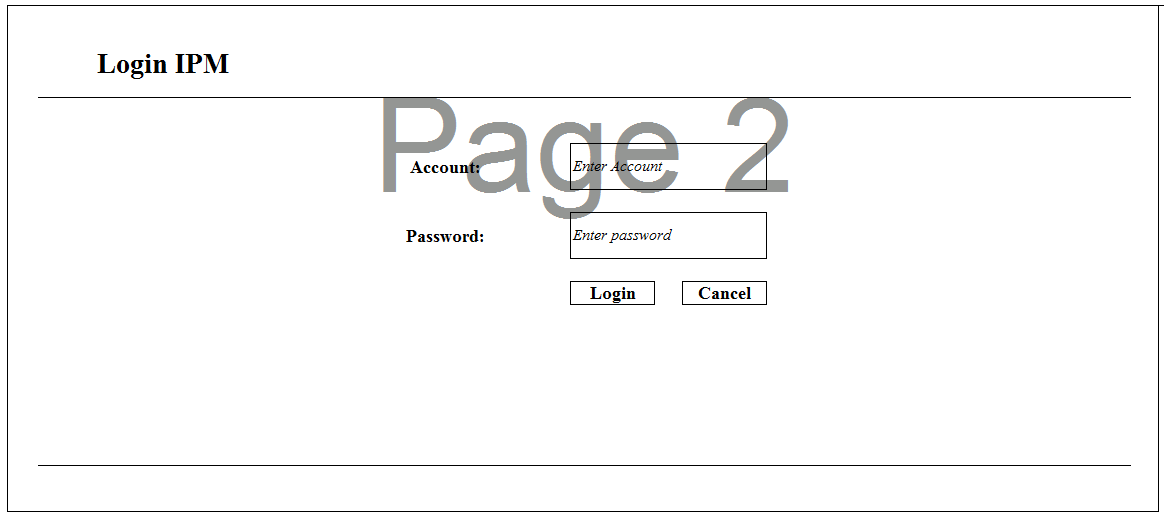 Login IPM
Page 2
Account:
Enter Account
Password:
Enter password
Login
Cancel